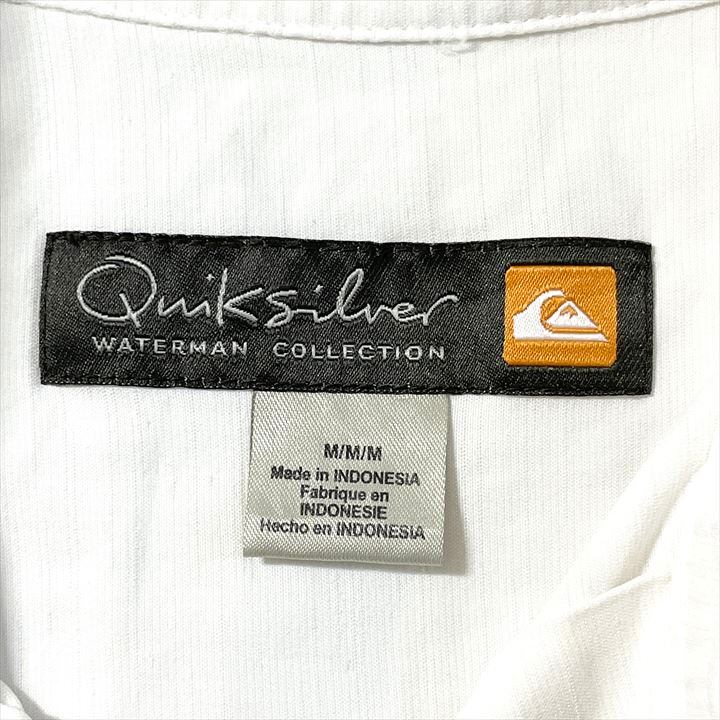 Quiksilver
WATERMAN COLLECTION
M/M/M
Made in INDONESIA
Fabrique en
INDONESIE
Hecho en INDONESIA